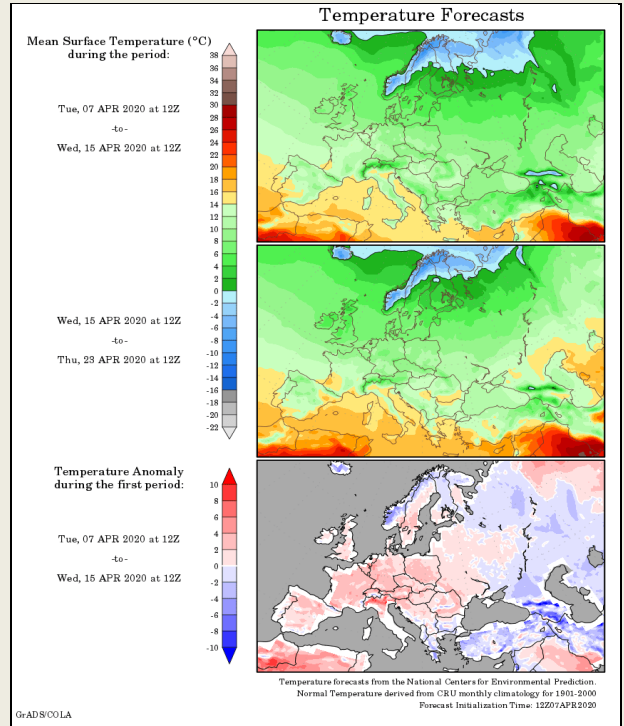 Temperature Forecasts
Mean Surface Temperature (°C)
during the period:
38
36
34
32
30
28
26
24
22
20
18
16
14
12
10
8
6
4
2
0
-2
-4
-6
-8
-10
-12
-14
-16
-18
-20
-22
Tue, 07 APR 2020 at 12Z
-to-
Wed, 15 APR 2020 at 12Z
Wed, 15 APR 2020 at 12Z
-to-
Thu, 23 APR 2020 at 12Z
Temperature Anomaly
during the first period:
10
8
6
4
2
0
-2
-4
-6
-8
-10
Tue, 07 APR 2020 at 12Z
-to-
Wed, 15 APR 2020 at 12Z
Temperature forecasts from the National Centers for Environmental Prediction.
Normal Temperature derived from CRU monthly climatology for 1901-2000
Forecast Initialization Time: 12Z07APR2020
GrADS/COLA